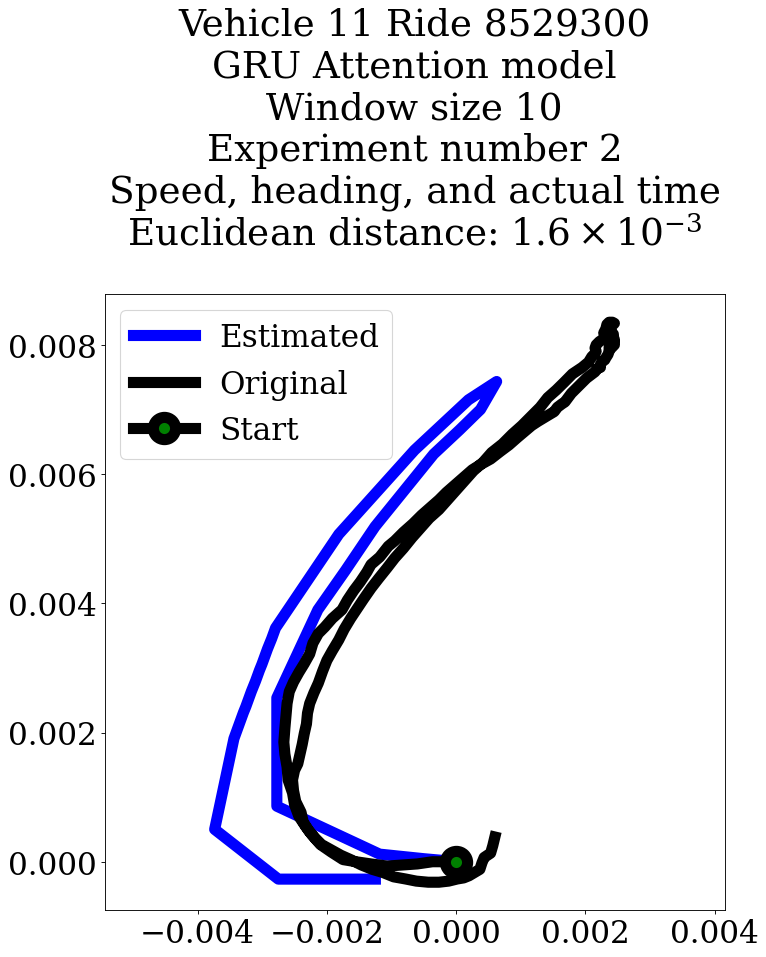 Vehicle 11 Ride 8529300
GRU Attention model
Window size 10
Experiment number 2
Speed, heading, and actual time
Euclidean distance: 1.6 × 10⁻³
Estimated
Original
Start
0.008
0.006
0.004
0.002
0.000
−0.004 −0.002 0.000 0.002 0.004